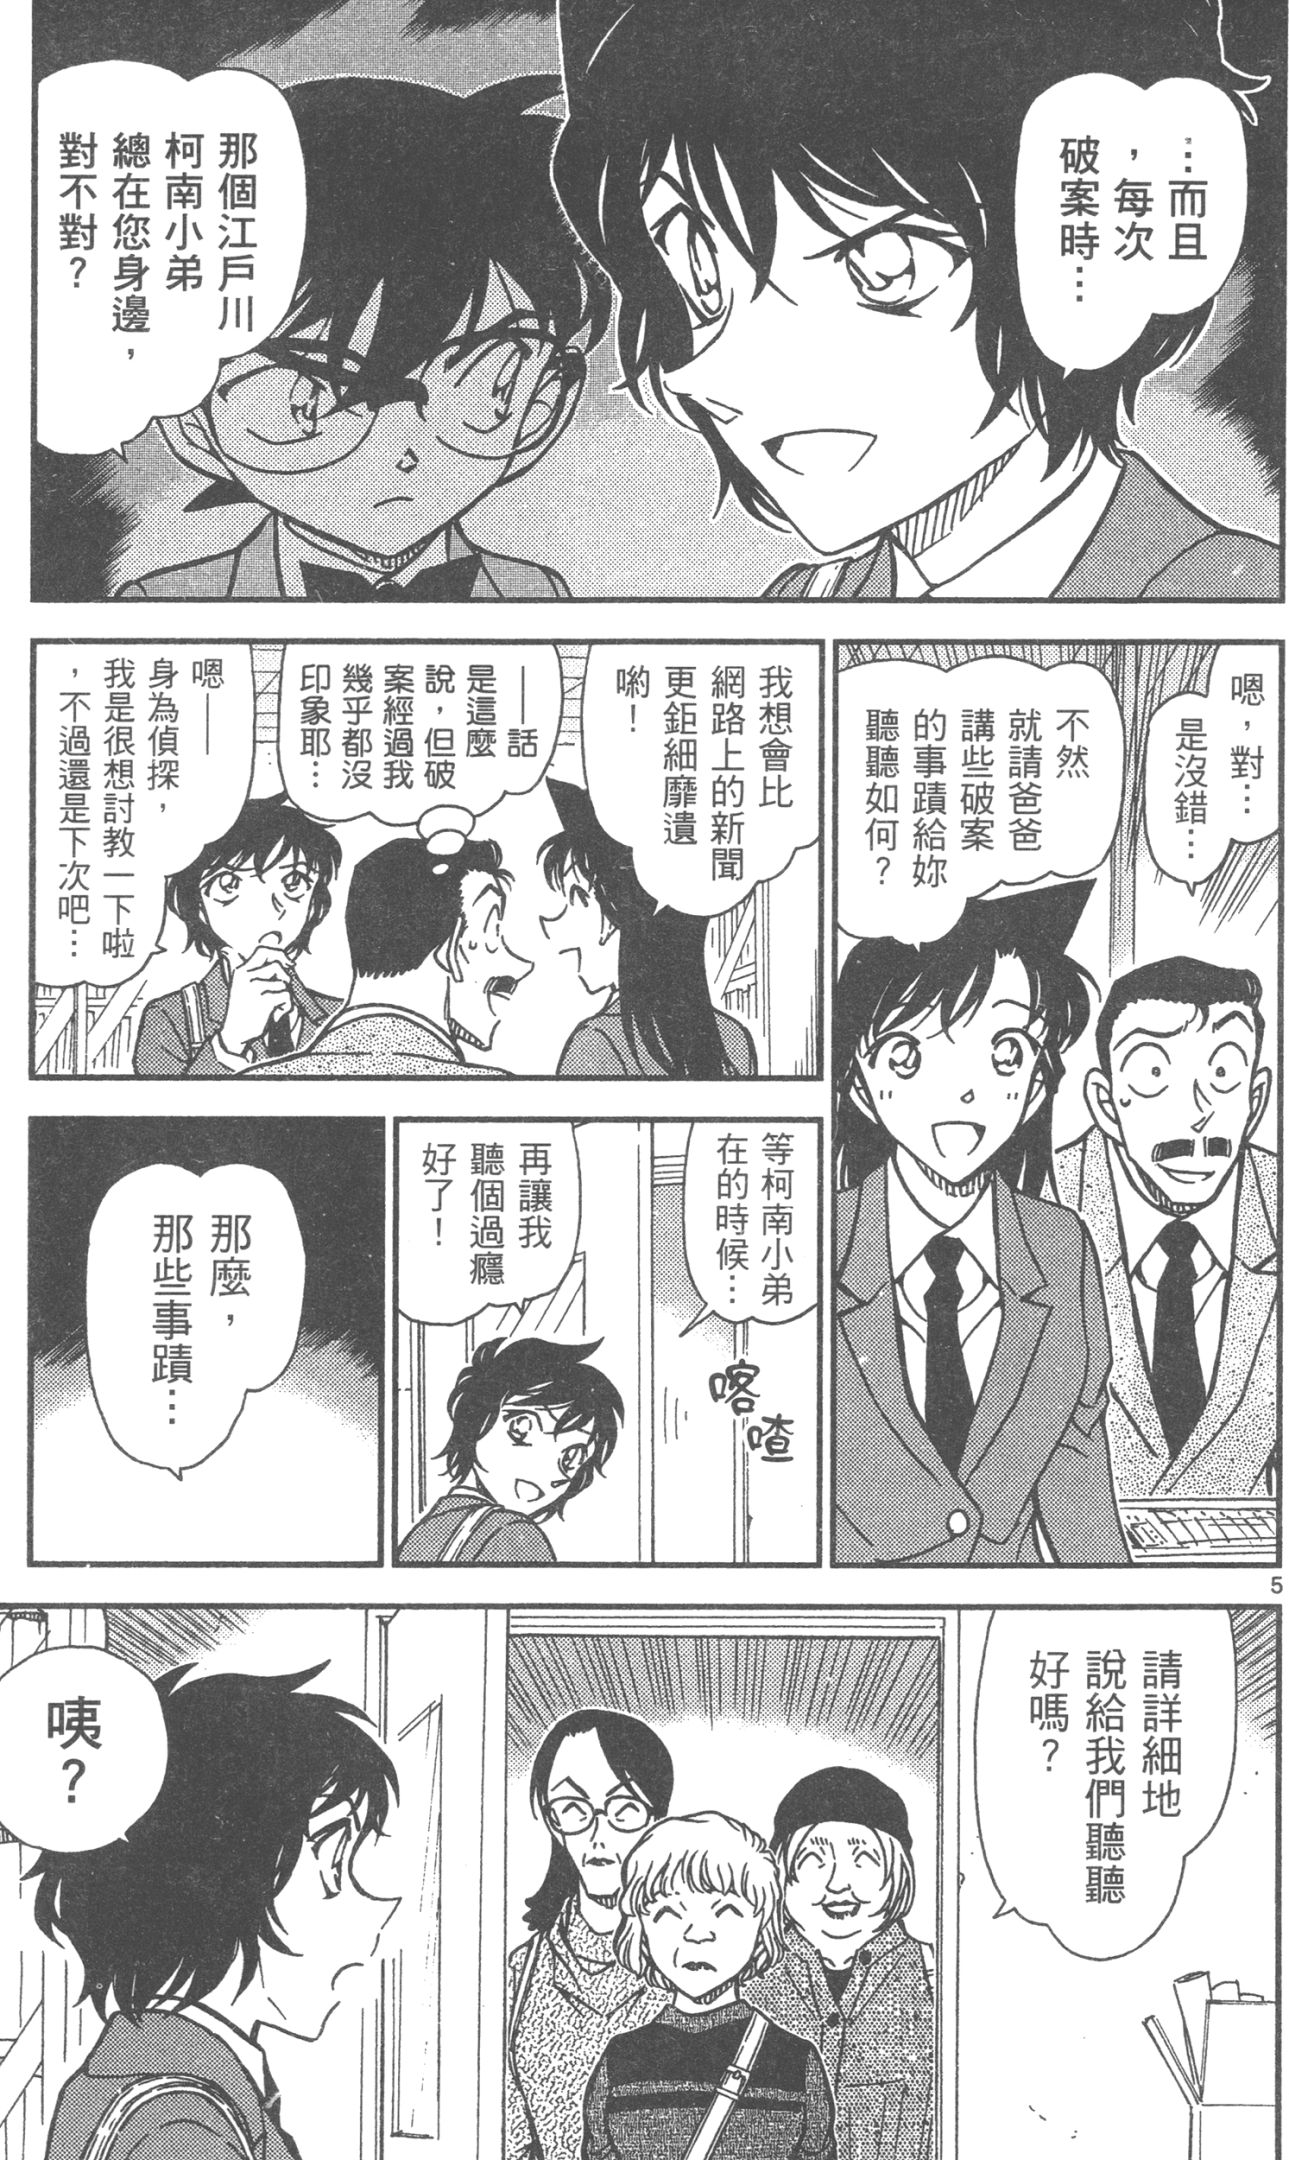 …而且
，每次
破案時…
那個江戶川
柯南小弟
總在您身邊，
對不對？
嗯，對…
是沒錯…
不然
就請爸爸
講些破案
的事蹟給妳
聽聽如何？
我想會比
網路上的新聞
更鉅細靡遺
喲！
——話
是這麼
說，但破
案經過我
幾乎都沒
印象耶…
嗯——
身為偵探，
我是很想討教一下啦
，不過還是下次吧…
等柯南小弟
在的時候…
再讓我
聽個過癮
好了！
喀
喳
那麼，
那些事蹟…
5
請詳細地
說給我們聽聽
好嗎？
咦？